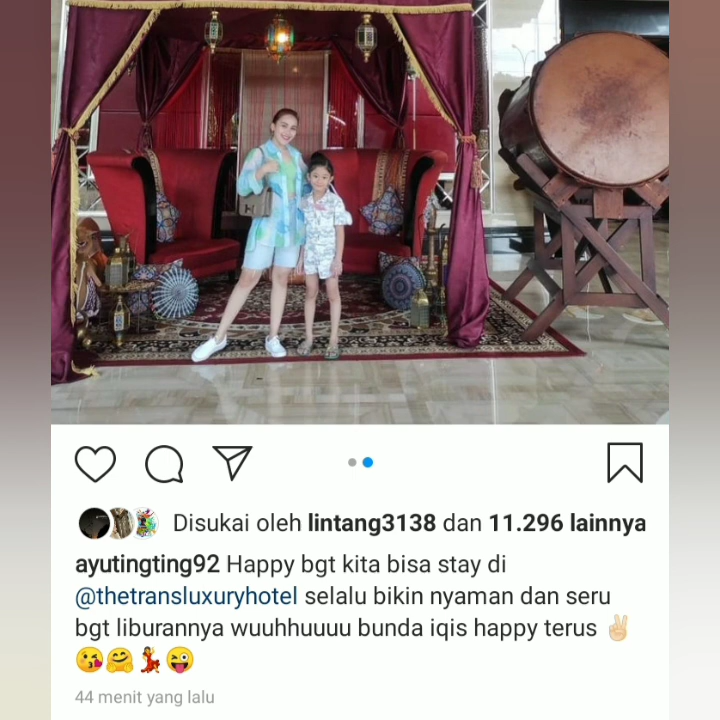 Disukai oleh lintang3138 dan 11.296 lainnya
ayutingting92 Happy bgt kita bisa stay di
@thetransluxuryhotel selalu bikin nyaman dan seru
bgt liburannya wuuhhuuuu bunda iqis happy terus ✌🏻
😘🤗💃😜
44 menit yang lalu